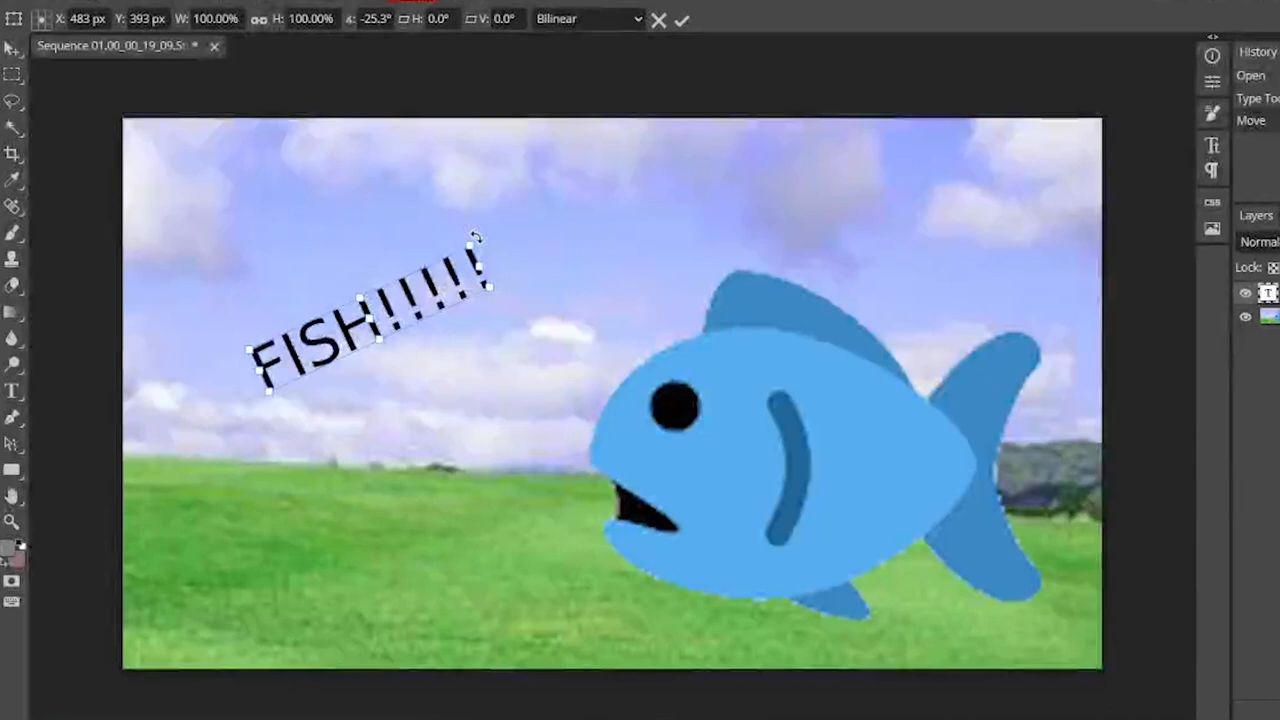 X: 483 px Y: 393 px W: 100.00% H: 100.00% -25.3° H: 0.0° V: 0.0° Bilinear
Sequence 01.00_00_19_09.S: *
History
Open
Type Too
Move
CSS
Layers
Normal
Lock:
FISH!!!!!